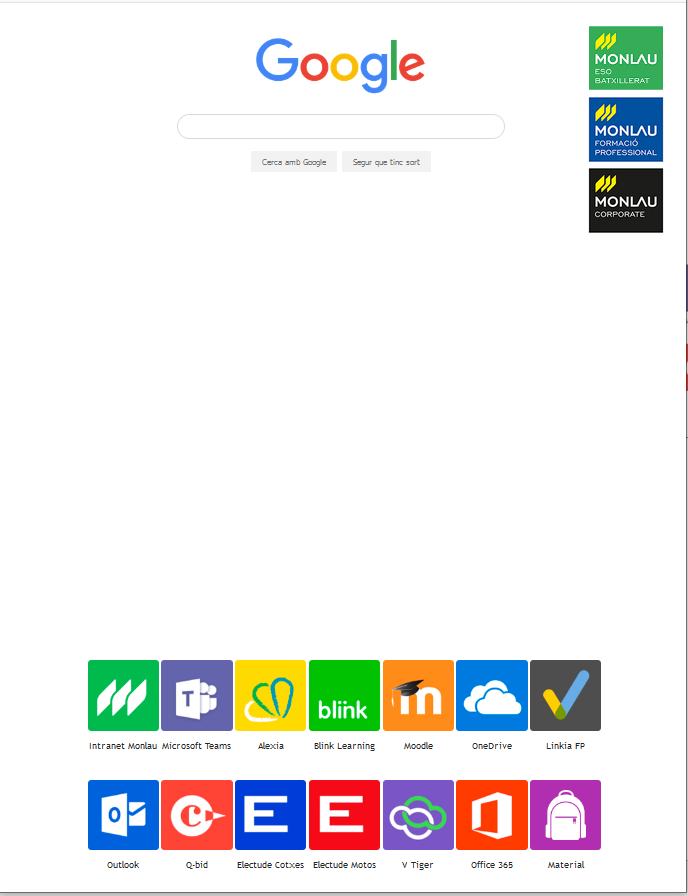 Google
Cerca amb Google
Segur que tinc sort
MONLAU
ESO
BATXILLERAT
MONLAU
FORMACIÓ
PROFESSIONAL
MONLAU
CORPORATE
T
blink
m
Intranet Monlau
Microsoft Teams
Alexia
Blink Learning
Moodle
OneDrive
Linkia FP
O
E
E
Outlook
Q-bid
Electude Cotxes
Electude Motos
V Tiger
Office 365
Material